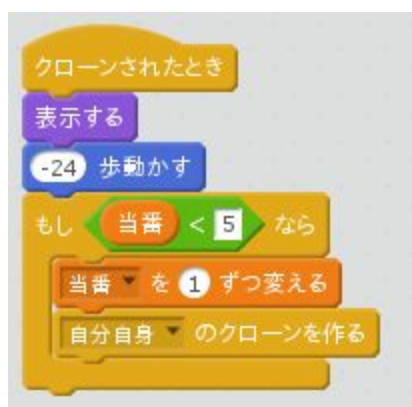 クローンされたとき
表示する
-24 歩動かす
もし 当番 < 5 なら
当番 を 1 ずつ変える
自分自身 のクローンを作る